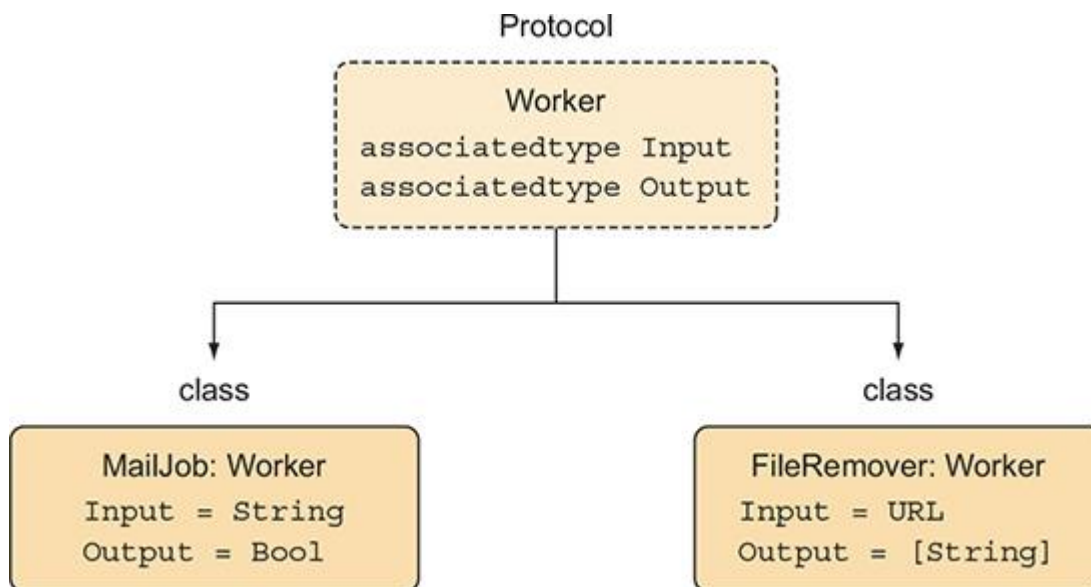 Protocol
Worker
associatedtype Input
associatedtype Output
class
MailJob: Worker
Input = String
Output = Bool
class
FileRemover: Worker
Input = URL
Output = [String]